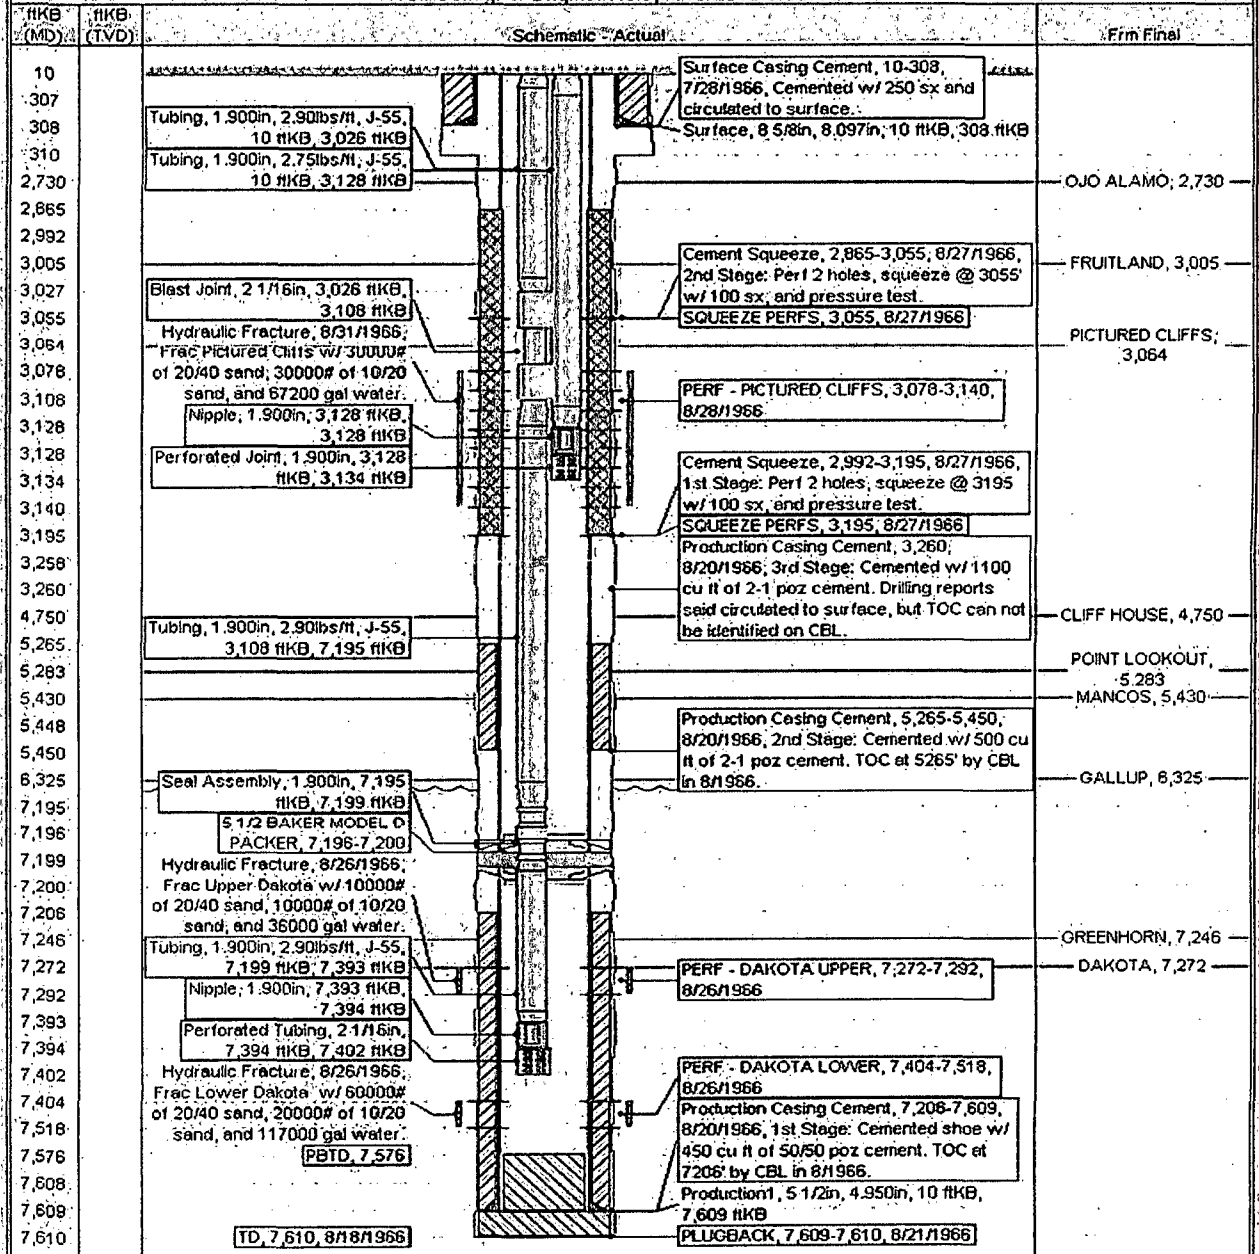 ftKB
(MD)
ftKB
(TVD)
Schematic - Actual
Frm Final
10
307
308
310
2,730
2,865
2,992
3,005
3,027
3,055
3,064
3,078
3,108
3,128
3,128
3,134
3,140
3,195
3,258
3,260
4,750
5,265
5,283
5,430
5,448
5,450
6,325
7,195
7,196
7,199
7,200
7,206
7,246
7,272
7,292
7,393
7,394
7,402
7,404
7,518
7,576
7,608
7,609
7,610
Tubing, 1.900in, 2.90lbs/ft, J-55,
10 ftKB, 3,026 ftKB
Tubing, 1.900in, 2.75lbs/ft, J-55,
10 ftKB, 3,128 ftKB
Blast Joint, 2 1/16in, 3,026 ftKB,
3,108 ftKB
Hydraulic Fracture, 8/31/1966,
Frac Pictured Cliffs w/ 30000#
of 20/40 sand, 30000# of 10/20
sand, and 67200 gal water.
Nipple, 1.900in, 3,128 ftKB,
3,128 ftKB
Perforated Joint, 1.900in, 3,128
ftKB, 3,134 ftKB
Tubing, 1.900in, 2.90lbs/ft, J-55,
3,108 ftKB, 7,195 ftKB
Seal Assembly, 1.900in, 7,195
ftKB, 7,199 ftKB
5 1/2 BAKER MODEL D
PACKER, 7,196-7,200
Hydraulic Fracture, 8/26/1966,
Frac Upper Dakota w/ 10000#
of 20/40 sand, 10000# of 10/20
sand, and 36000 gal water.
Tubing, 1.900in, 2.90lbs/ft, J-55,
7,199 ftKB, 7,393 ftKB
Nipple, 1.900in, 7,393 ftKB,
7,394 ftKB
Perforated Tubing, 2 1/16in,
7,394 ftKB, 7,402 ftKB
Hydraulic Fracture, 8/26/1966,
Frac Lower Dakota w/ 60000#
of 20/40 sand, 20000# of 10/20
sand, and 117000 gal water.
PBTD, 7,576
TD, 7,610, 8/18/1966
Surface Casing Cement, 10-308,
7/28/1966, Cemented w/ 250 sx and
circulated to surface.
Surface, 8 5/8in, 8.097in, 10 ftKB, 308 ftKB
Cement Squeeze, 2,865-3,055, 8/27/1966,
2nd Stage: Perf 2 holes, squeeze @ 3055'
w/ 100 sx, and pressure test.
SQUEEZE PERFS, 3,055, 8/27/1966
PERF - PICTURED CLIFFS, 3,078-3,140,
8/28/1966
Cement Squeeze, 2,992-3,195, 8/27/1966,
1st Stage: Perf 2 holes, squeeze @ 3195
w/ 100 sx, and pressure test.
SQUEEZE PERFS, 3,195, 8/27/1966
Production Casing Cement, 3,260,
8/20/1966, 3rd Stage: Cemented w/ 1100
cu ft of 2-1 poz cement. Drilling reports
said circulated to surface, but TOC can not
be identified on CBL.
Production Casing Cement, 5,265-5,450,
8/20/1966, 2nd Stage: Cemented w/ 500 cu
ft of 2-1 poz cement. TOC at 5265' by CBL
in 8/1966.
PERF - DAKOTA UPPER, 7,272-7,292,
8/26/1966
PERF - DAKOTA LOWER, 7,404-7,518,
8/26/1966
Production Casing Cement, 7,206-7,609,
8/20/1966, 1st Stage: Cemented shoe w/
450 cu ft of 50/50 poz cement. TOC at
7206' by CBL in 8/1966.
Production1, 5 1/2in, 4.950in, 10 ftKB,
7,609 ftKB
PLUGBACK, 7,609-7,610, 8/21/1966
OJO ALAMO, 2,730
FRUITLAND, 3,005
PICTURED CLIFFS,
3,064
CLIFF HOUSE, 4,750
POINT LOOKOUT,
5,283
MANCOS, 5,430
GALLUP, 6,325
GREENHORN, 7,246
DAKOTA, 7,272